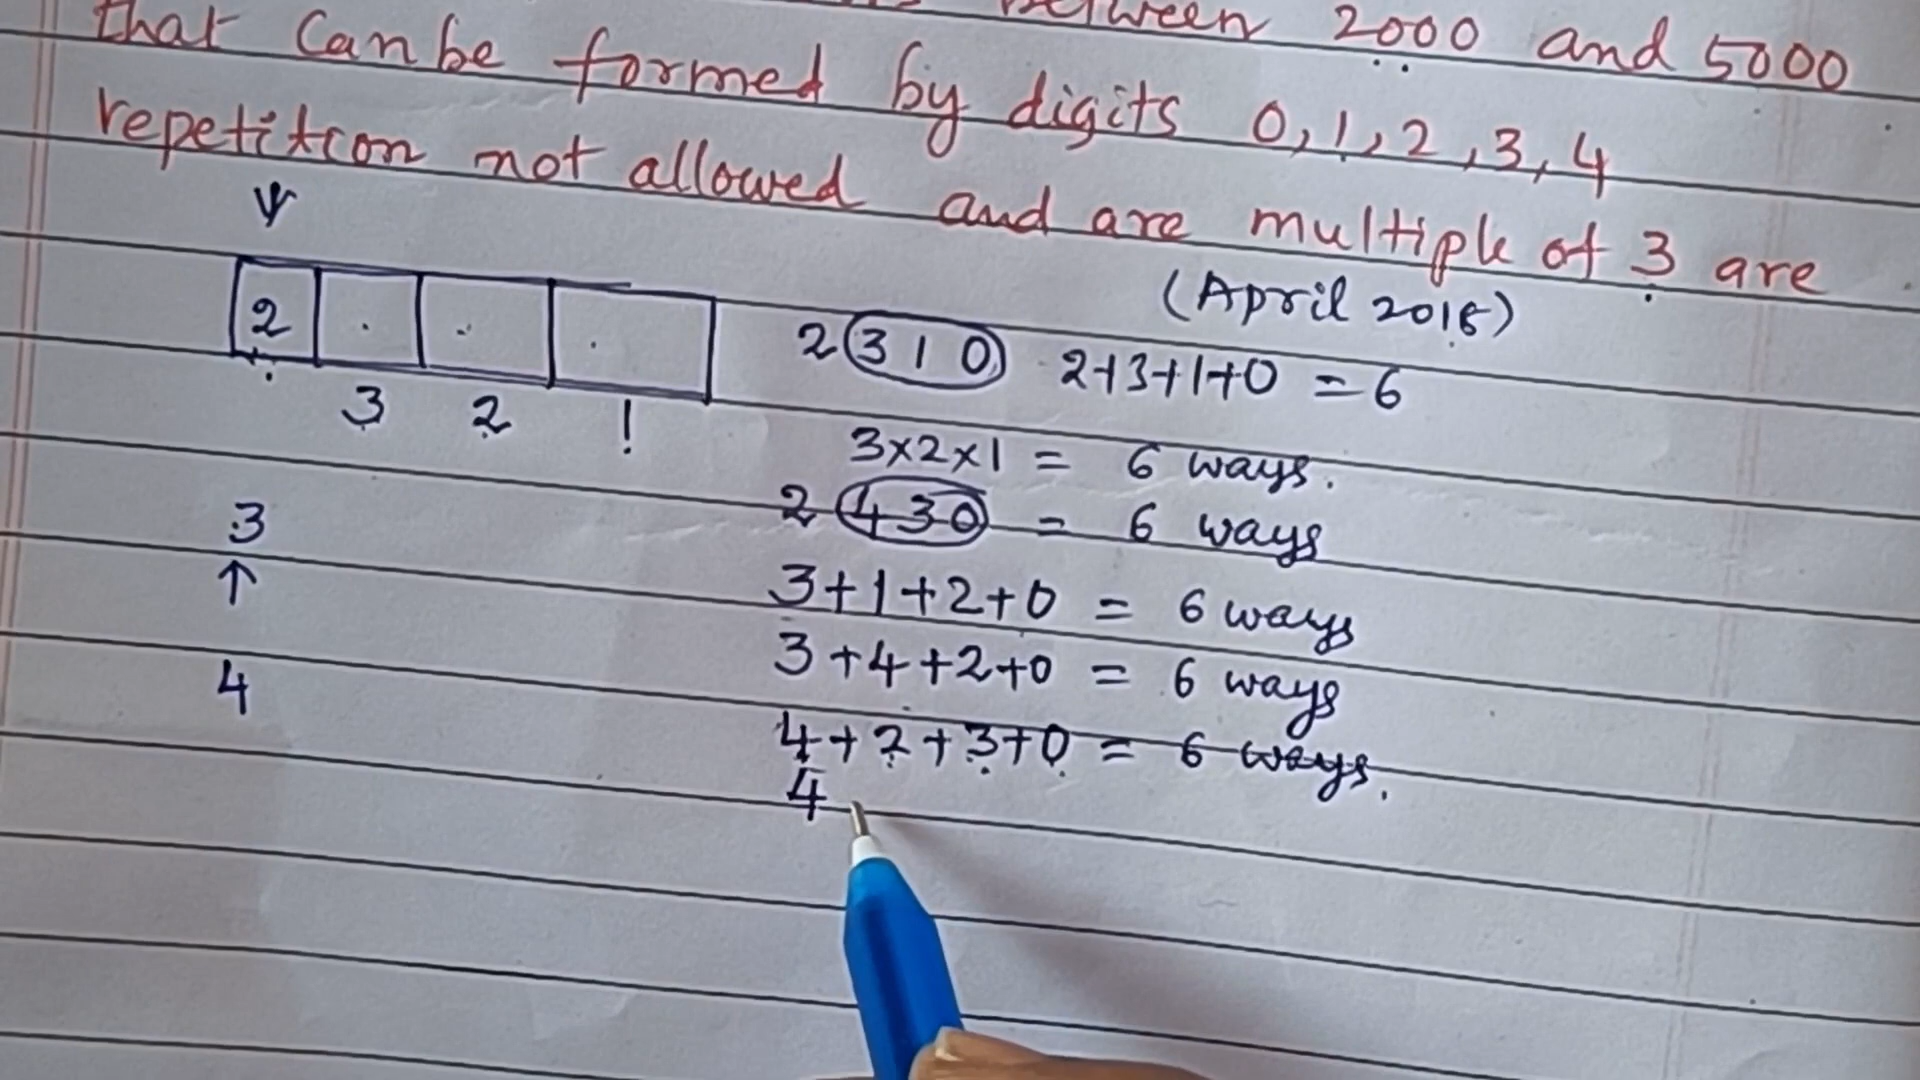 between 2000 and 5000
that can be formed by digits 0, 1, 2, 3, 4
repetition not allowed and are multiple of 3 are
(April 2018)
2 2 3 1 0 2+3+1+0 = 6
3 2 1
3×2×1 = 6 ways.
2 4 3 0 = 6 ways
3
3+1+2+0 = 6 ways
3+4+2+0 = 6 ways
4
4+2+3+0 = 6 ways.
4